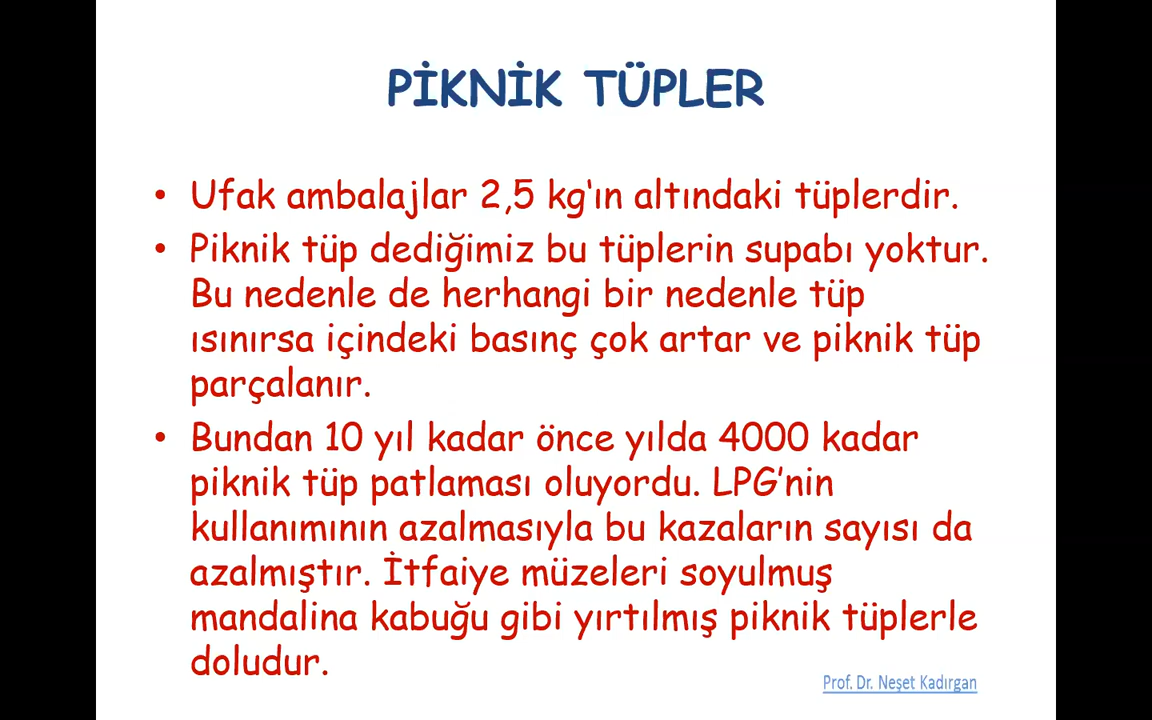 PİKNİK TÜPLER
• Ufak ambalajlar 2,5 kg'ın altındaki tüplerdir.
• Piknik tüp dediğimiz bu tüplerin supabı yoktur.
Bu nedenle de herhangi bir nedenle tüp
ısınırsa içindeki basınç çok artar ve piknik tüp
parçalanır.
• Bundan 10 yıl kadar önce yılda 4000 kadar
piknik tüp patlaması oluyordu. LPG'nin
kullanımının azalmasıyla bu kazaların sayısı da
azalmıştır. İtfaiye müzeleri soyulmuş
mandalina kabuğu gibi yırtılmış piknik tüplerle
doludur.
Prof. Dr. Neşet Kadırgan